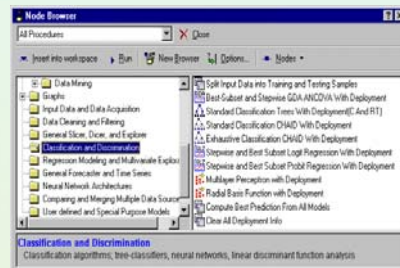 Node Browser
All Procedures
Close
Insert into workspace
Run
New Browser
Options...
Nodes
Data Mining
Graphs
Input Data and Data Acquisition
Data Cleaning and Filtering
General Slicer, Dicer, and Explorer
Classification and Discrimination
Regression Modeling and Multivariate Explo
General Forecaster and Time Series
Neural Network Architectures
Comparing and Merging Multiple Data Source
User defined and Special Purpose Models
Split Input Data into Training and Testing Samples
Best-Subset and Stepwise GDA ANCOVA With Deployment
Standard Classification Trees With Deployment(C and RT)
Standard Classification CHAID With Deployment
Exhaustive Classification CHAID With Deployment
Stepwise and Best Subset Logit Regression With Deployment
Stepwise and Best Subset Probit Regression With Deployment
Multilayer Perceptron with Deployment
Radial Basis Function with Deployment
Compute Best Prediction From All Models
Clear All Deployment Info
Classification and Discrimination
Classification algorithms; tree-classifiers, neural networks, linear discriminant function analysis